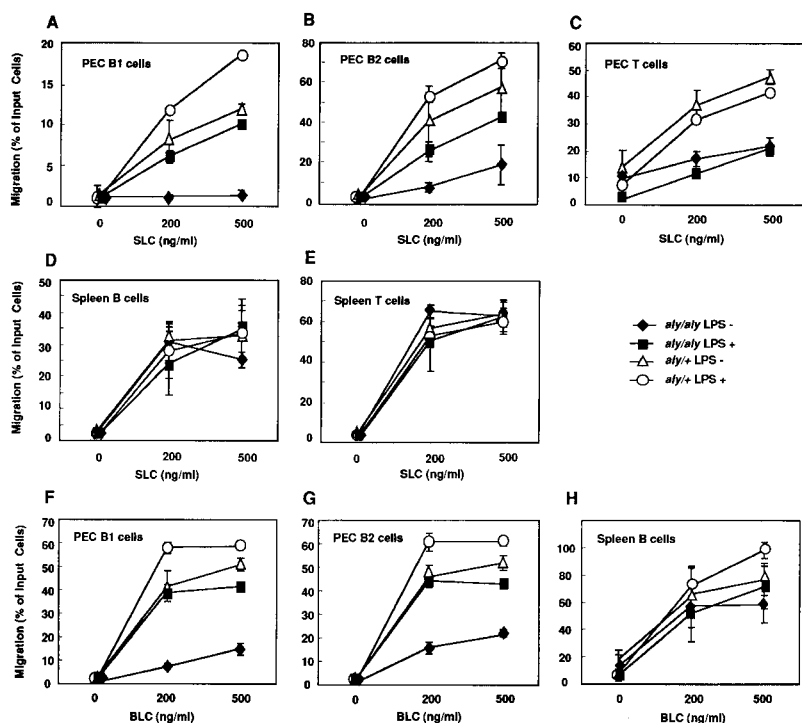 A
PEC B1 cells
Migration (% of Input Cells)
20
15
10
5
0
0 200 500
SLC (ng/ml)
B
PEC B2 cells
80
60
40
20
0
0 200 500
SLC (ng/ml)
C
PEC T cells
60
50
40
30
20
10
0
0 200 500
SLC (ng/ml)
D
Spleen B cells
Migration (% of Input Cells)
50
40
30
20
10
0
0 200 500
SLC (ng/ml)
E
Spleen T cells
80
60
40
20
0
0 200 500
SLC (ng/ml)
aly/aly LPS -
aly/aly LPS +
aly/+ LPS -
aly/+ LPS +
F
PEC B1 cells
Migration (% of Input Cells)
70
60
50
40
30
20
10
0
0 200 500
BLC (ng/ml)
G
PEC B2 cells
70
60
50
40
30
20
10
0
0 200 500
BLC (ng/ml)
H
Spleen B cells
100
80
60
40
20
0
0 200 500
BLC (ng/ml)